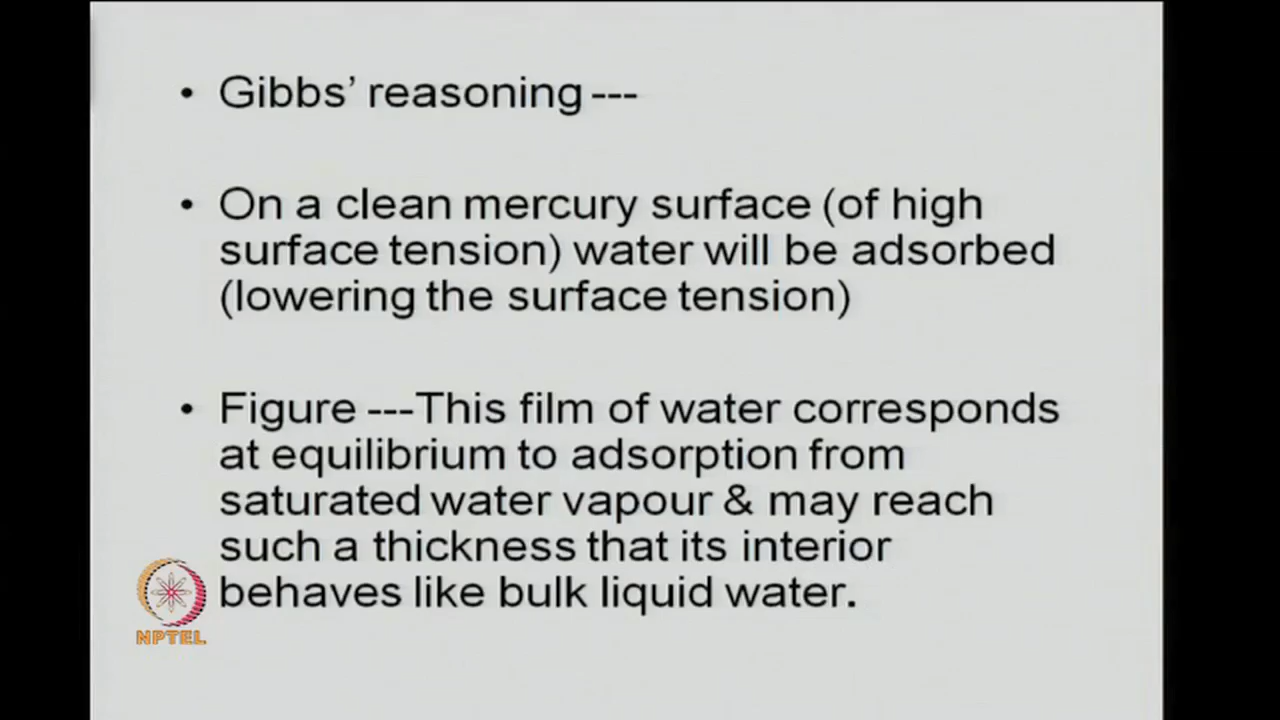 • Gibbs’ reasoning ---
• On a clean mercury surface (of high
surface tension) water will be adsorbed
(lowering the surface tension)
• Figure ---This film of water corresponds
at equilibrium to adsorption from
saturated water vapour & may reach
such a thickness that its interior
behaves like bulk liquid water.
NPTEL